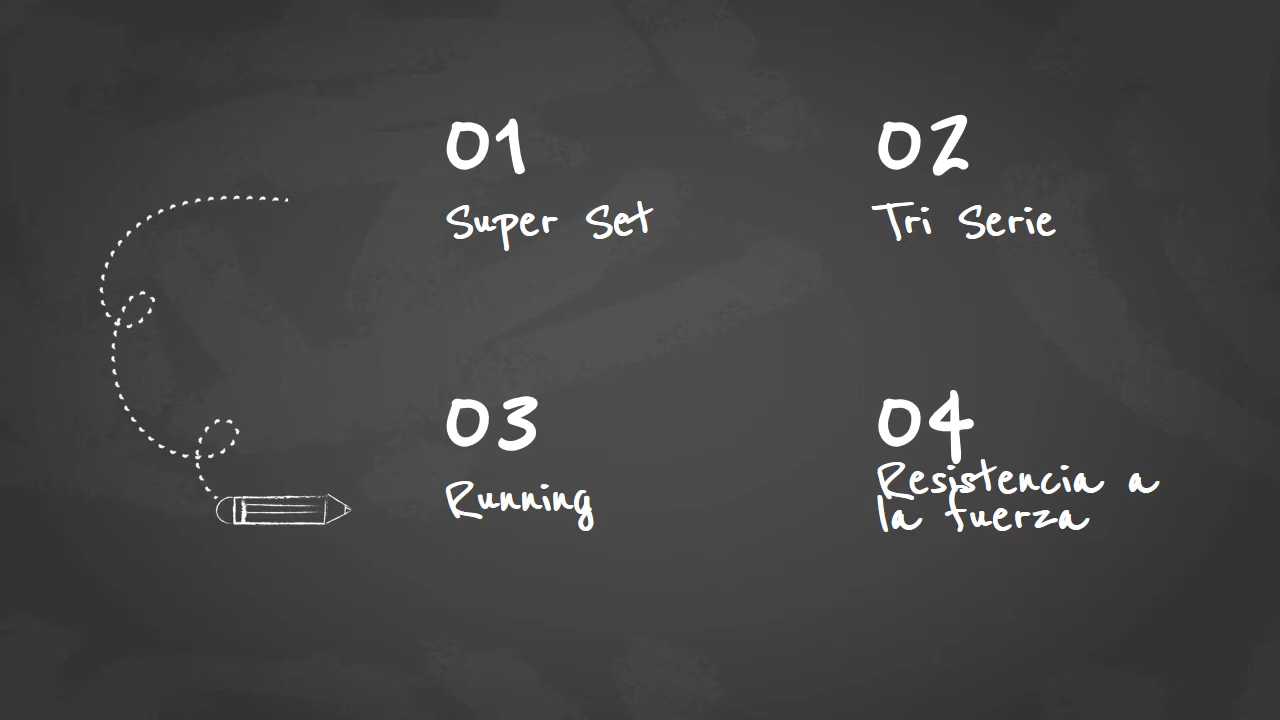 01
Super Set
02
Tri Serie
03
Running
04
Resistencia a
la fuerza